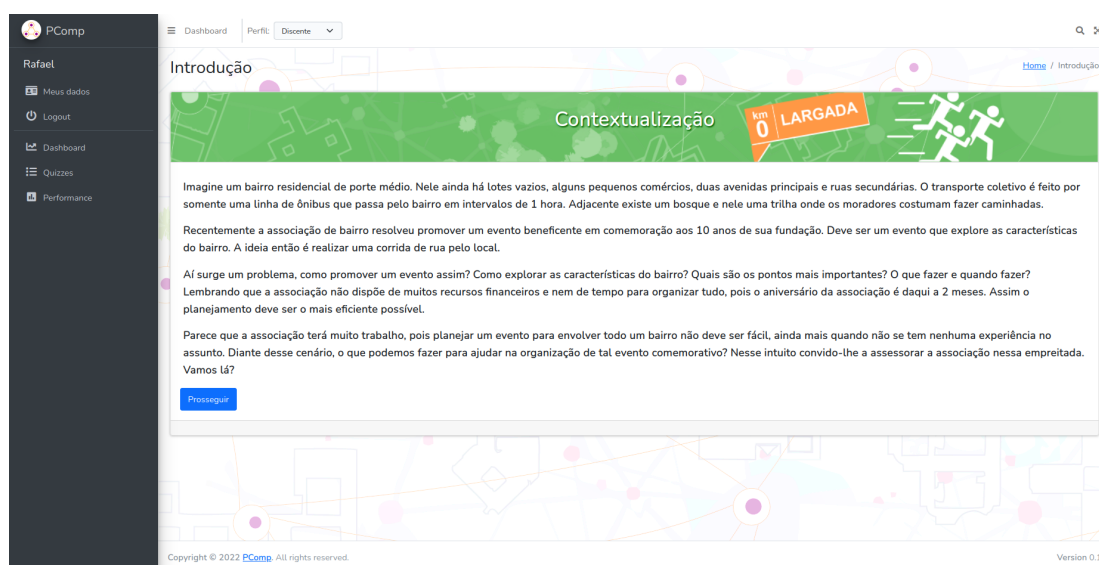 PComp
Dashboard
Perfil: Discente
Rafael
Meus dados
Logout
Dashboard
Quizzes
Performance
Introdução
Home / Introdução
Contextualização
km 0 LARGADA
Imagine um bairro residencial de porte médio. Nele ainda há lotes vazios, alguns pequenos comércios, duas avenidas principais e ruas secundárias. O transporte coletivo é feito por
somente uma linha de ônibus que passa pelo bairro em intervalos de 1 hora. Adjacente existe um bosque e nele uma trilha onde os moradores costumam fazer caminhadas.
Recentemente a associação de bairro resolveu promover um evento beneficente em comemoração aos 10 anos de sua fundação. Deve ser um evento que explore as características
do bairro. A ideia então é realizar uma corrida de rua pelo local.
Aí surge um problema, como promover um evento assim? Como explorar as características do bairro? Quais são os pontos mais importantes? O que fazer e quando fazer?
Lembrando que a associação não dispõe de muitos recursos financeiros e nem de tempo para organizar tudo, pois o aniversário da associação é daqui a 2 meses. Assim o
planejamento deve ser o mais eficiente possível.
Parece que a associação terá muito trabalho, pois planejar um evento para envolver todo um bairro não deve ser fácil, ainda mais quando não se tem nenhuma experiência no
assunto. Diante desse cenário, o que podemos fazer para ajudar na organização de tal evento comemorativo? Nesse intuito convido-lhe a assessorar a associação nessa empreitada.
Vamos lá?
Prosseguir
Copyright © 2022 PComp. All rights reserved.
Version 0.1